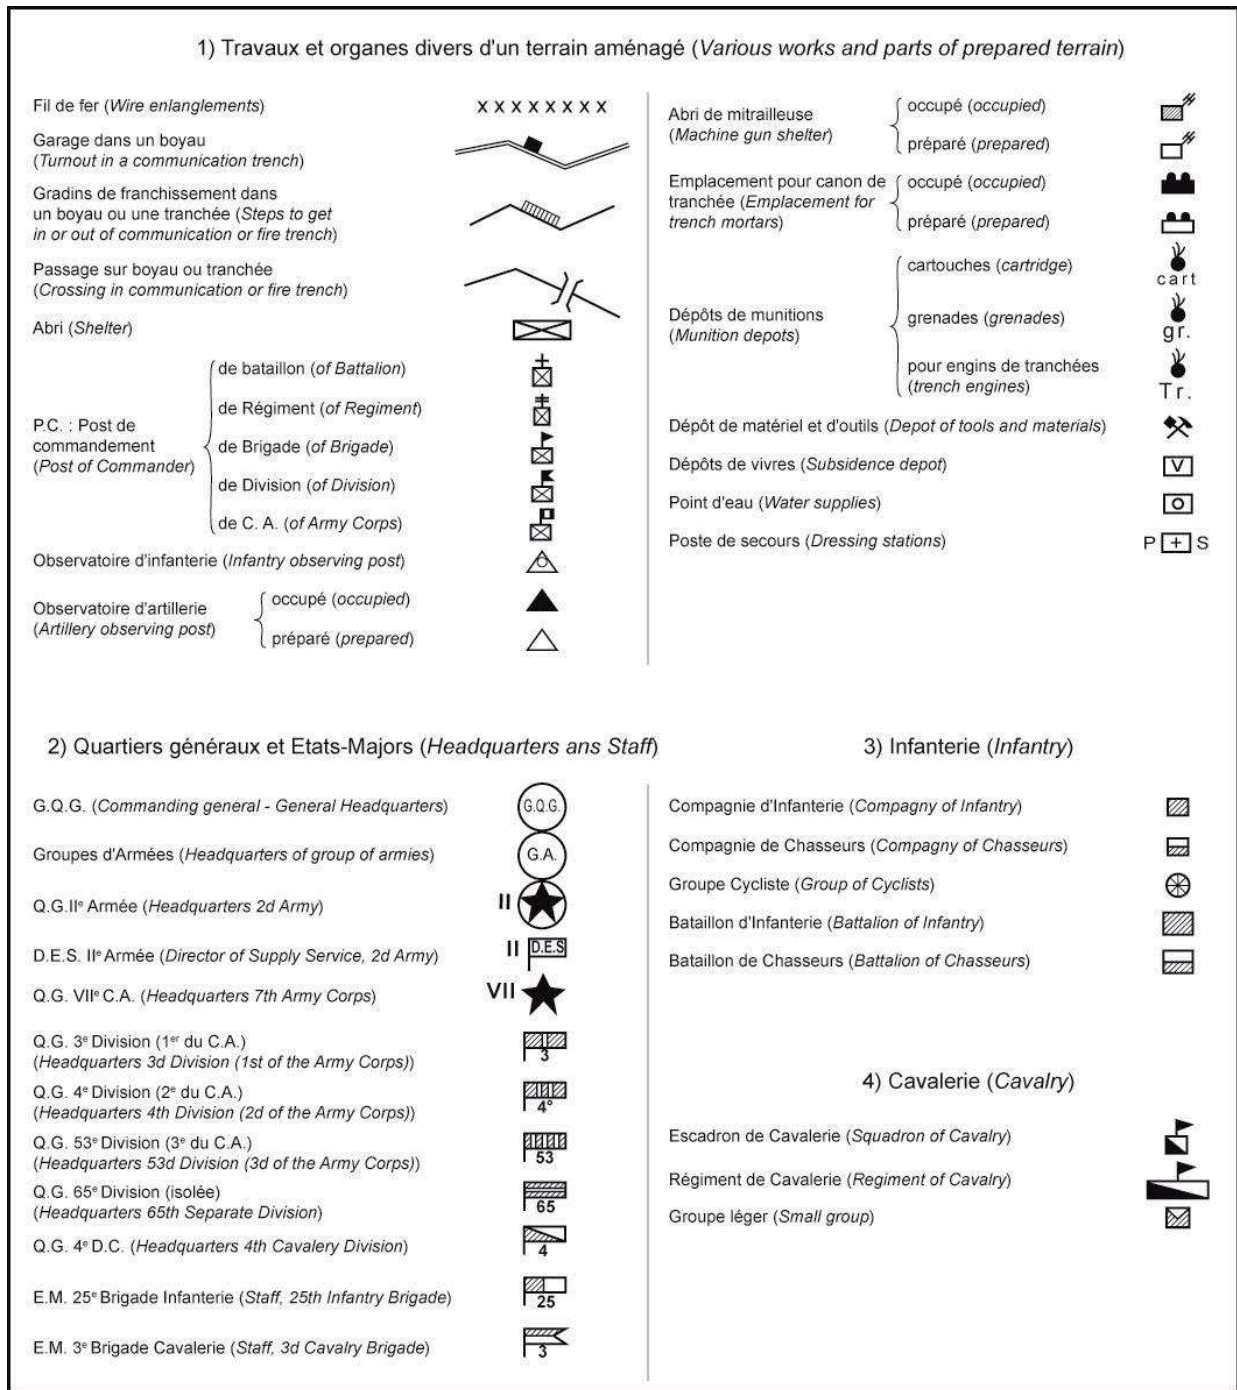 1) Travaux et organes divers d'un terrain aménagé (Various works and parts of prepared terrain)
Fil de fer (Wire enlanglements)
X X X X X X X X
Garage dans un boyau
(Turnout in a communication trench)
Gradins de franchissement dans
un boyau ou une tranchée (Steps to get
in or out of communication or fire trench)
Passage sur boyau ou tranchée
(Crossing in communication or fire trench)
Abri (Shelter)
P.C. : Post de
commandement
(Post of Commander)
de bataillon (of Battalion)
de Régiment (of Regiment)
de Brigade (of Brigade)
de Division (of Division)
de C. A. (of Army Corps)
Observatoire d'infanterie (Infantry observing post)
Observatoire d'artillerie
(Artillery observing post)
occupé (occupied)
préparé (prepared)
Abri de mitrailleuse
(Machine gun shelter)
occupé (occupied)
préparé (prepared)
Emplacement pour canon de
tranchée (Emplacement for
trench mortars)
occupé (occupied)
préparé (prepared)
Dépôts de munitions
(Munition depots)
cartouches (cartridge)
cart
grenades (grenades)
gr.
pour engins de tranchées
(trench engines)
Tr.
Dépôt de matériel et d'outils (Depot of tools and materials)
Dépôts de vivres (Subsidence depot)
V
Point d'eau (Water supplies)
Poste de secours (Dressing stations)
P + S
2) Quartiers généraux et Etats-Majors (Headquarters ans Staff)
G.Q.G. (Commanding general - General Headquarters)
G.Q.G.
Groupes d'Armées (Headquarters of group of armies)
G.A.
Q.G.IIe Armée (Headquarters 2d Army)
II
D.E.S. IIe Armée (Director of Supply Service, 2d Army)
II D.E.S
Q.G. VIIe C.A. (Headquarters 7th Army Corps)
VII
Q.G. 3e Division (1er du C.A.)
(Headquarters 3d Division (1st of the Army Corps))
3
Q.G. 4e Division (2e du C.A.)
(Headquarters 4th Division (2d of the Army Corps))
4°
Q.G. 53e Division (3e du C.A.)
(Headquarters 53d Division (3d of the Army Corps))
53
Q.G. 65e Division (isolée)
(Headquarters 65th Separate Division)
65
Q.G. 4e D.C. (Headquarters 4th Cavalery Division)
4
E.M. 25e Brigade Infanterie (Staff, 25th Infantry Brigade)
25
E.M. 3e Brigade Cavalerie (Staff, 3d Cavalry Brigade)
3
3) Infanterie (Infantry)
Compagnie d'Infanterie (Compagny of Infantry)
Compagnie de Chasseurs (Compagny of Chasseurs)
Groupe Cycliste (Group of Cyclists)
Bataillon d'Infanterie (Battalion of Infantry)
Bataillon de Chasseurs (Battalion of Chasseurs)
4) Cavalerie (Cavalry)
Escadron de Cavalerie (Squadron of Cavalry)
Régiment de Cavalerie (Regiment of Cavalry)
Groupe léger (Small group)